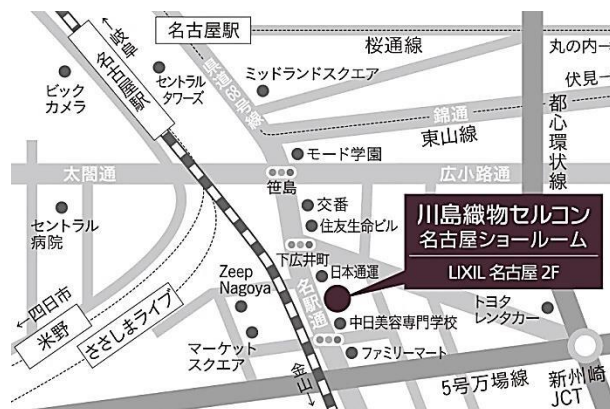 ←岐阜
名古屋駅
名古屋駅
桜通線
丸の内→
伏見→
ビック
カメラ
セントラル
タワーズ
ミッドランドスクエア
県道68号線
錦通
東山線
都心環状線
モード学園
太閤通
笹島
広小路通
セントラル
病院
交番
住友生命ビル
下広井町
川島織物セルコン
名古屋ショールーム
LIXIL 名古屋 2F
日本通運
名駅通
Zeep
Nagoya
←四日市
米野
ささしまライブ
マーケット
スクエア
中日美容専門学校
トヨタ
レンタカー
ファミリーマート
金山→
5号万場線
新州崎
JCT